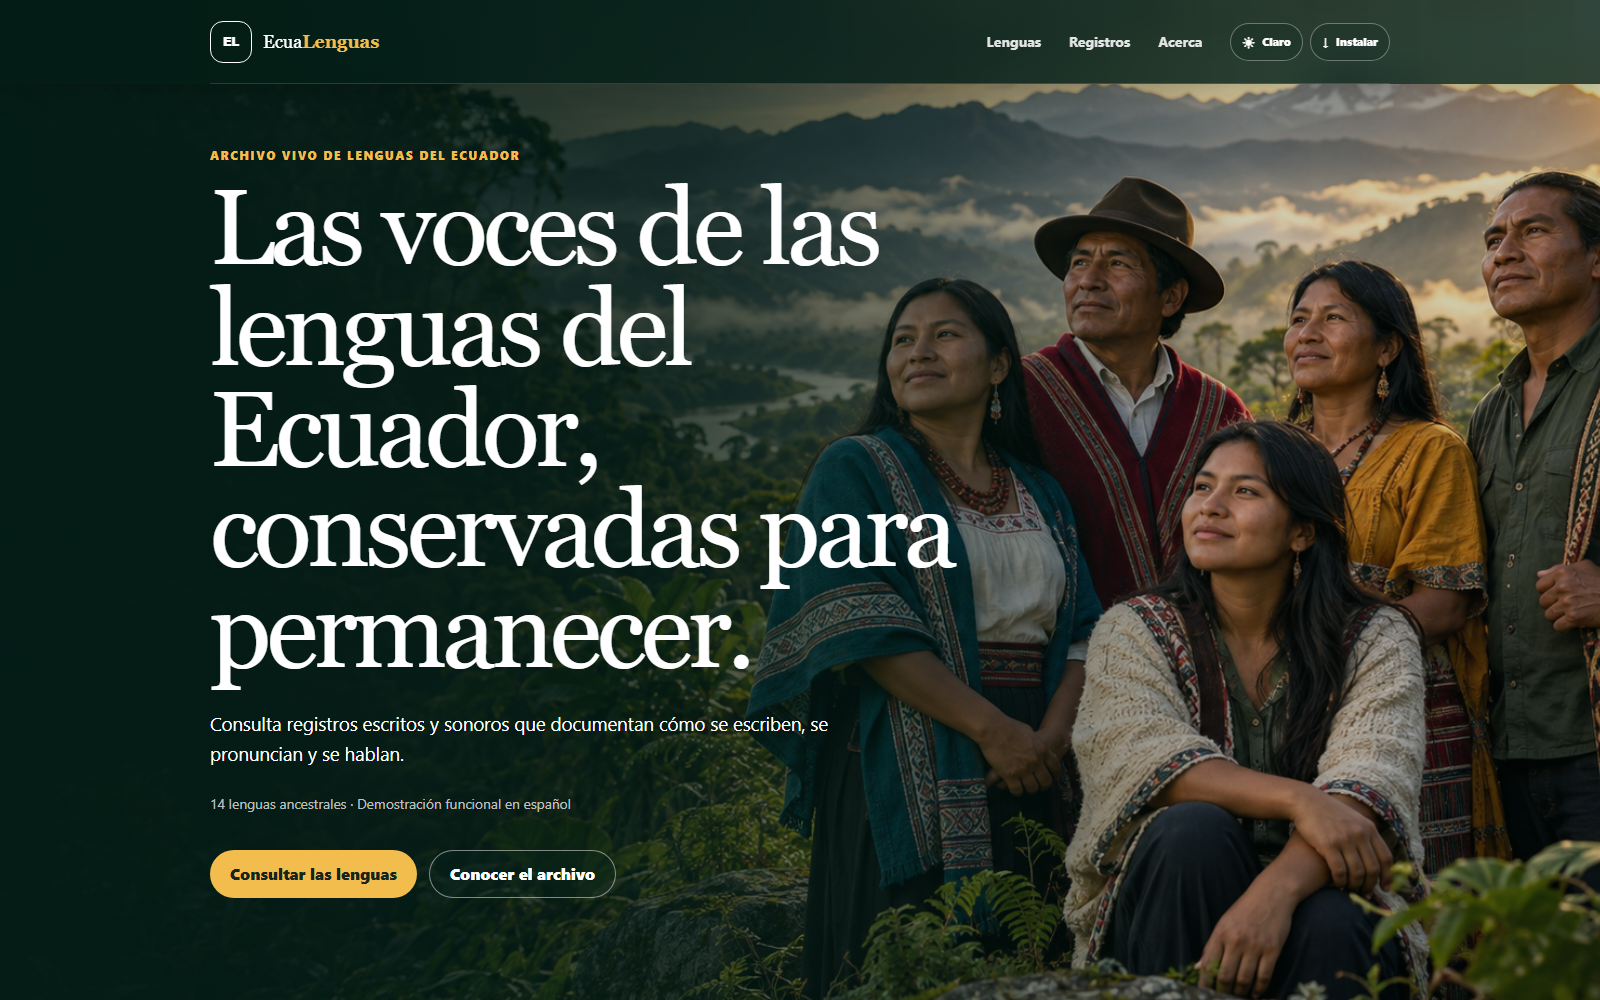 EL
EcuaLenguas
Lenguas
Registros
Acerca
☀ Claro
↓ Instalar
ARCHIVO VIVO DE LENGUAS DEL ECUADOR
Las voces de las
lenguas del
Ecuador,
conservadas para
permanecer.
Consulta registros escritos y sonoros que documentan cómo se escriben, se
pronuncian y se hablan.
14 lenguas ancestrales · Demostración funcional en español
Consultar las lenguas
Conocer el archivo